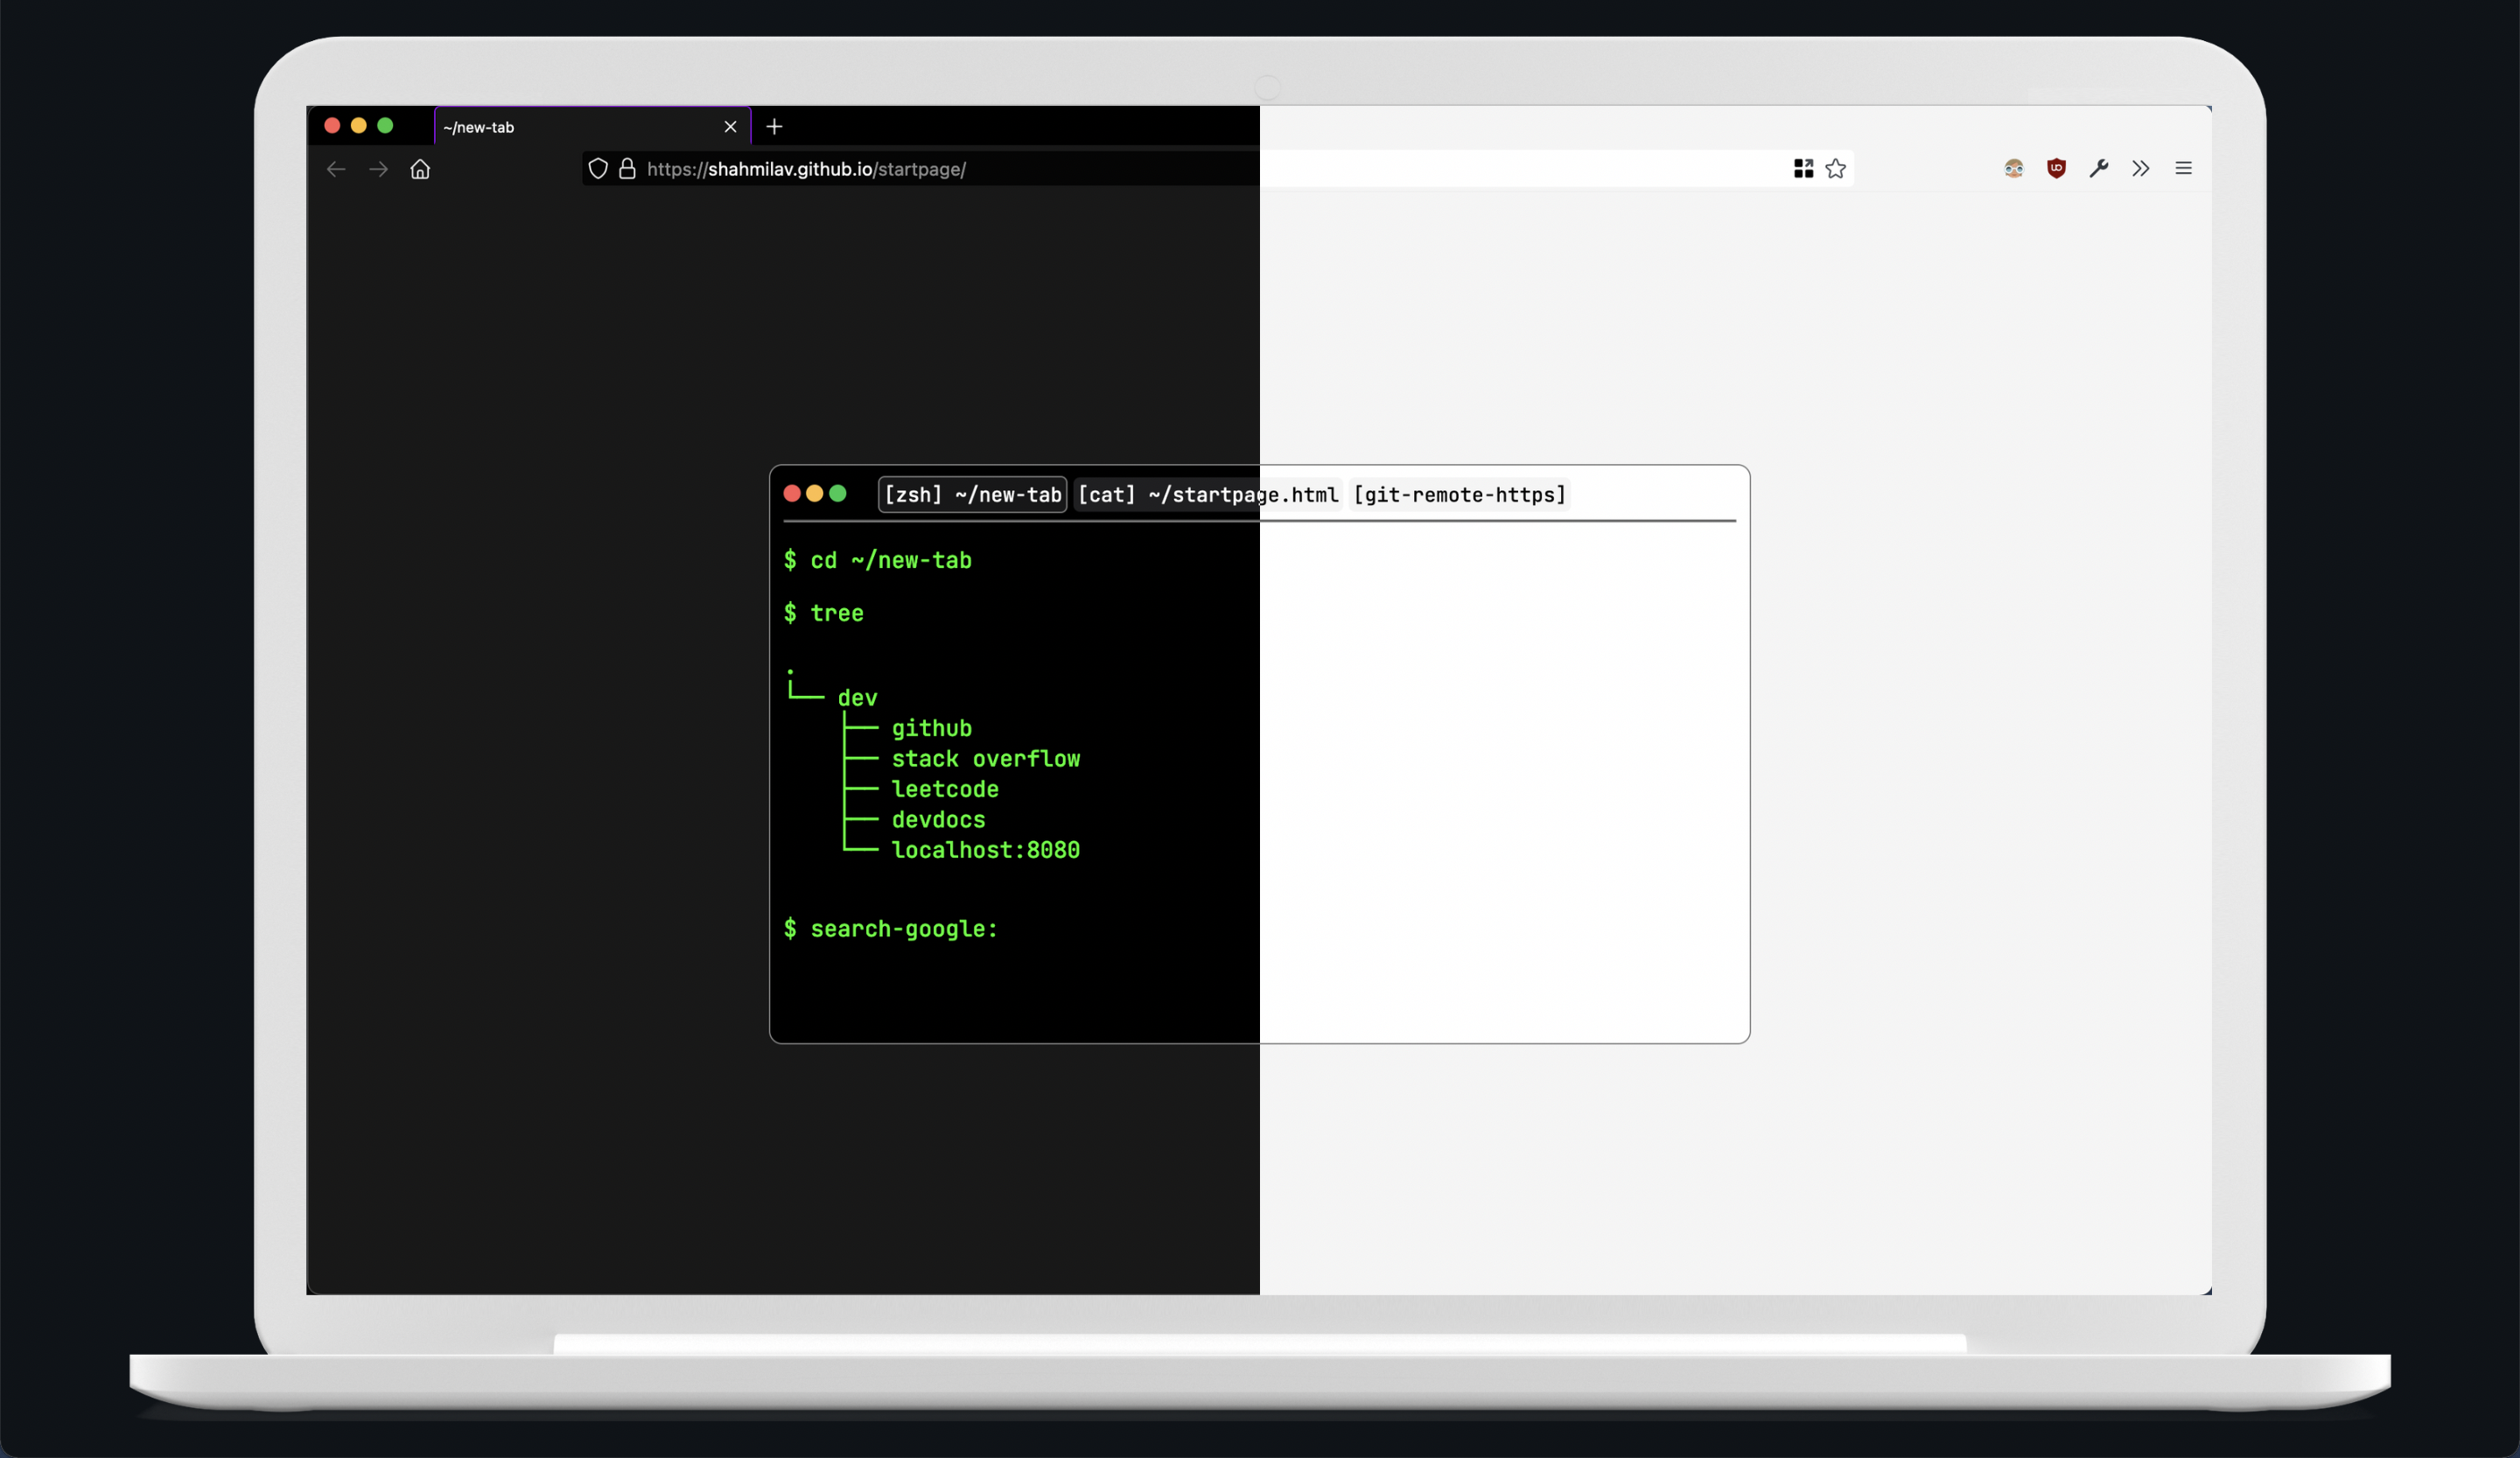 ~/new-tab
https://shahmilav.github.io/startpage/
[zsh] ~/new-tab [cat] ~/startpage.html [git-remote-https]
$ cd ~/new-tab
$ tree
.
└── dev
├── github
├── stack overflow
├── leetcode
├── devdocs
└── localhost:8080
$ search-google: